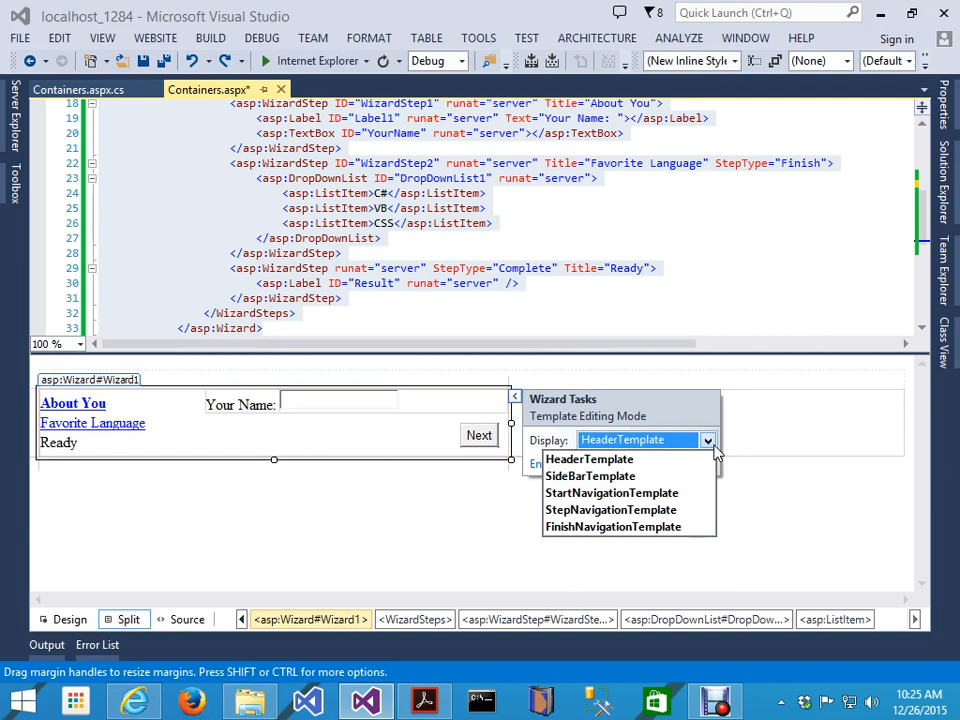 localhost_1284 - Microsoft Visual Studio
8
Quick Launch (Ctrl+Q)
FILE EDIT VIEW WEBSITE BUILD DEBUG TEAM FORMAT TABLE TOOLS TEST ARCHITECTURE ANALYZE WINDOW HELP Sign in
Internet Explorer Debug (New Inline Style (None) (Default
Containers.aspx.cs Containers.aspx*
Server Explorer
Toolbox
18 <asp:WizardStep ID="WizardStep1" runat="server" Title="About You">
19 <asp:Label ID="Label1" runat="server" Text="Your Name: "></asp:Label>
20 <asp:TextBox ID="YourName" runat="server"></asp:TextBox>
21 </asp:WizardStep>
22 <asp:WizardStep ID="WizardStep2" runat="server" Title="Favorite Language" StepType="Finish">
23 <asp:DropDownList ID="DropDownList1" runat="server">
24 <asp:ListItem>C#</asp:ListItem>
25 <asp:ListItem>VB</asp:ListItem>
26 <asp:ListItem>CSS</asp:ListItem>
27 </asp:DropDownList>
28 </asp:WizardStep>
29 <asp:WizardStep runat="server" StepType="Complete" Title="Ready">
30 <asp:Label ID="Result" runat="server" />
31 </asp:WizardStep>
32 </WizardSteps>
33 </asp:Wizard>
100 %
Properties
Solution Explorer
Team Explorer
Class View
asp:Wizard#Wizard1
About You
Favorite Language
Ready
Your Name:
Next
Wizard Tasks
Template Editing Mode
Display: HeaderTemplate
En
HeaderTemplate
SideBarTemplate
StartNavigationTemplate
StepNavigationTemplate
FinishNavigationTemplate
Design Split Source <asp:Wizard#Wizard1> <WizardSteps> <asp:WizardStep#WizardSte...> <asp:DropDownList#DropDow...> <asp:ListItem>
Output Error List
Drag margin handles to resize margins. Press SHIFT or CTRL for more options.
10:25 AM
12/26/2015